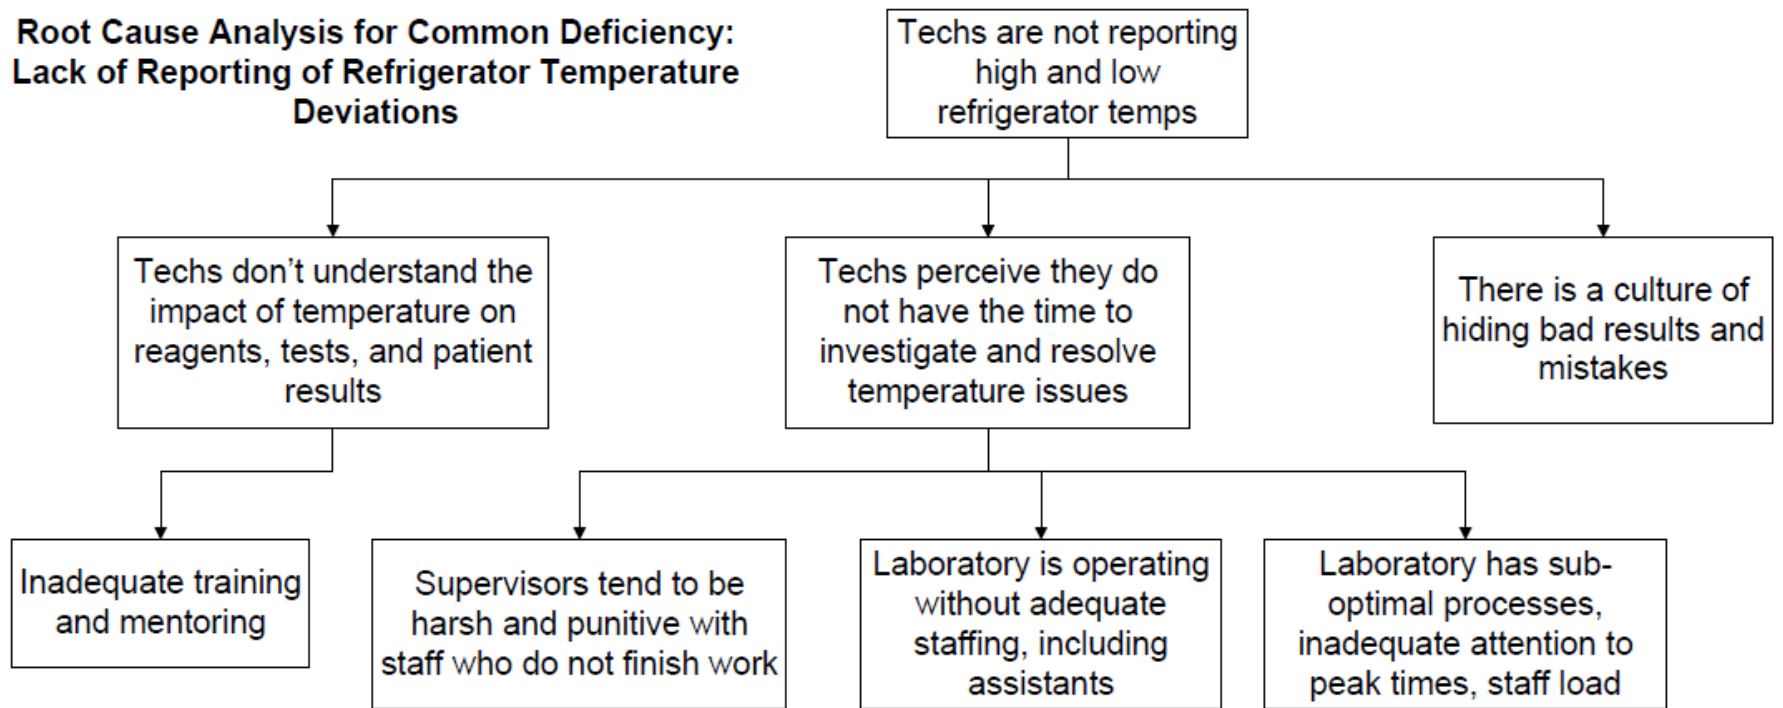 Root Cause Analysis for Common Deficiency:
Lack of Reporting of Refrigerator Temperature
Deviations
Techs are not reporting
high and low
refrigerator temps
Techs don’t understand the
impact of temperature on
reagents, tests, and patient
results
Techs perceive they do
not have the time to
investigate and resolve
temperature issues
There is a culture of
hiding bad results and
mistakes
Inadequate training
and mentoring
Supervisors tend to be
harsh and punitive with
staff who do not finish work
Laboratory is operating
without adequate
staffing, including
assistants
Laboratory has sub-
optimal processes,
inadequate attention to
peak times, staff load